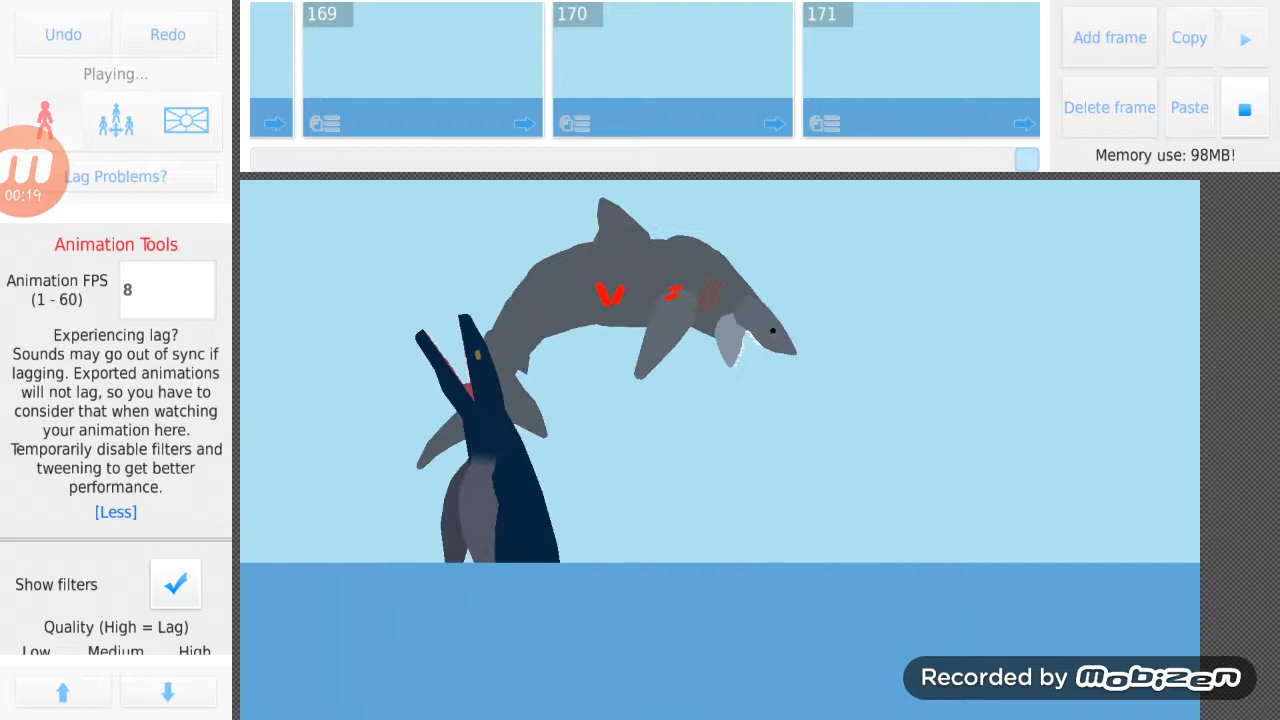 Undo
Redo
Playing...
00:19
Lag Problems?
Animation Tools
Animation FPS
(1 - 60)
8
Experiencing lag?
Sounds may go out of sync if
lagging. Exported animations
will not lag, so you have to
consider that when watching
your animation here.
Temporarily disable filters and
tweening to get better
performance.
[Less]
Show filters
Quality (High = Lag)
Low
Medium
High
169
170
171
Add frame
Copy
Delete frame
Paste
Memory use: 98MB!
Recorded by mobizen